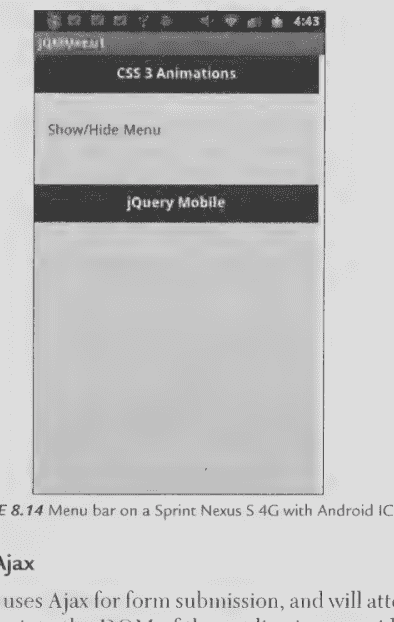 4:43
CSS 3 Animations
Show/Hide Menu
jQuery Mobile
E 8.14 Menu bar on a Sprint Nexus S 4G with Android IC
Ajax
uses Ajax for form submission, and will atte